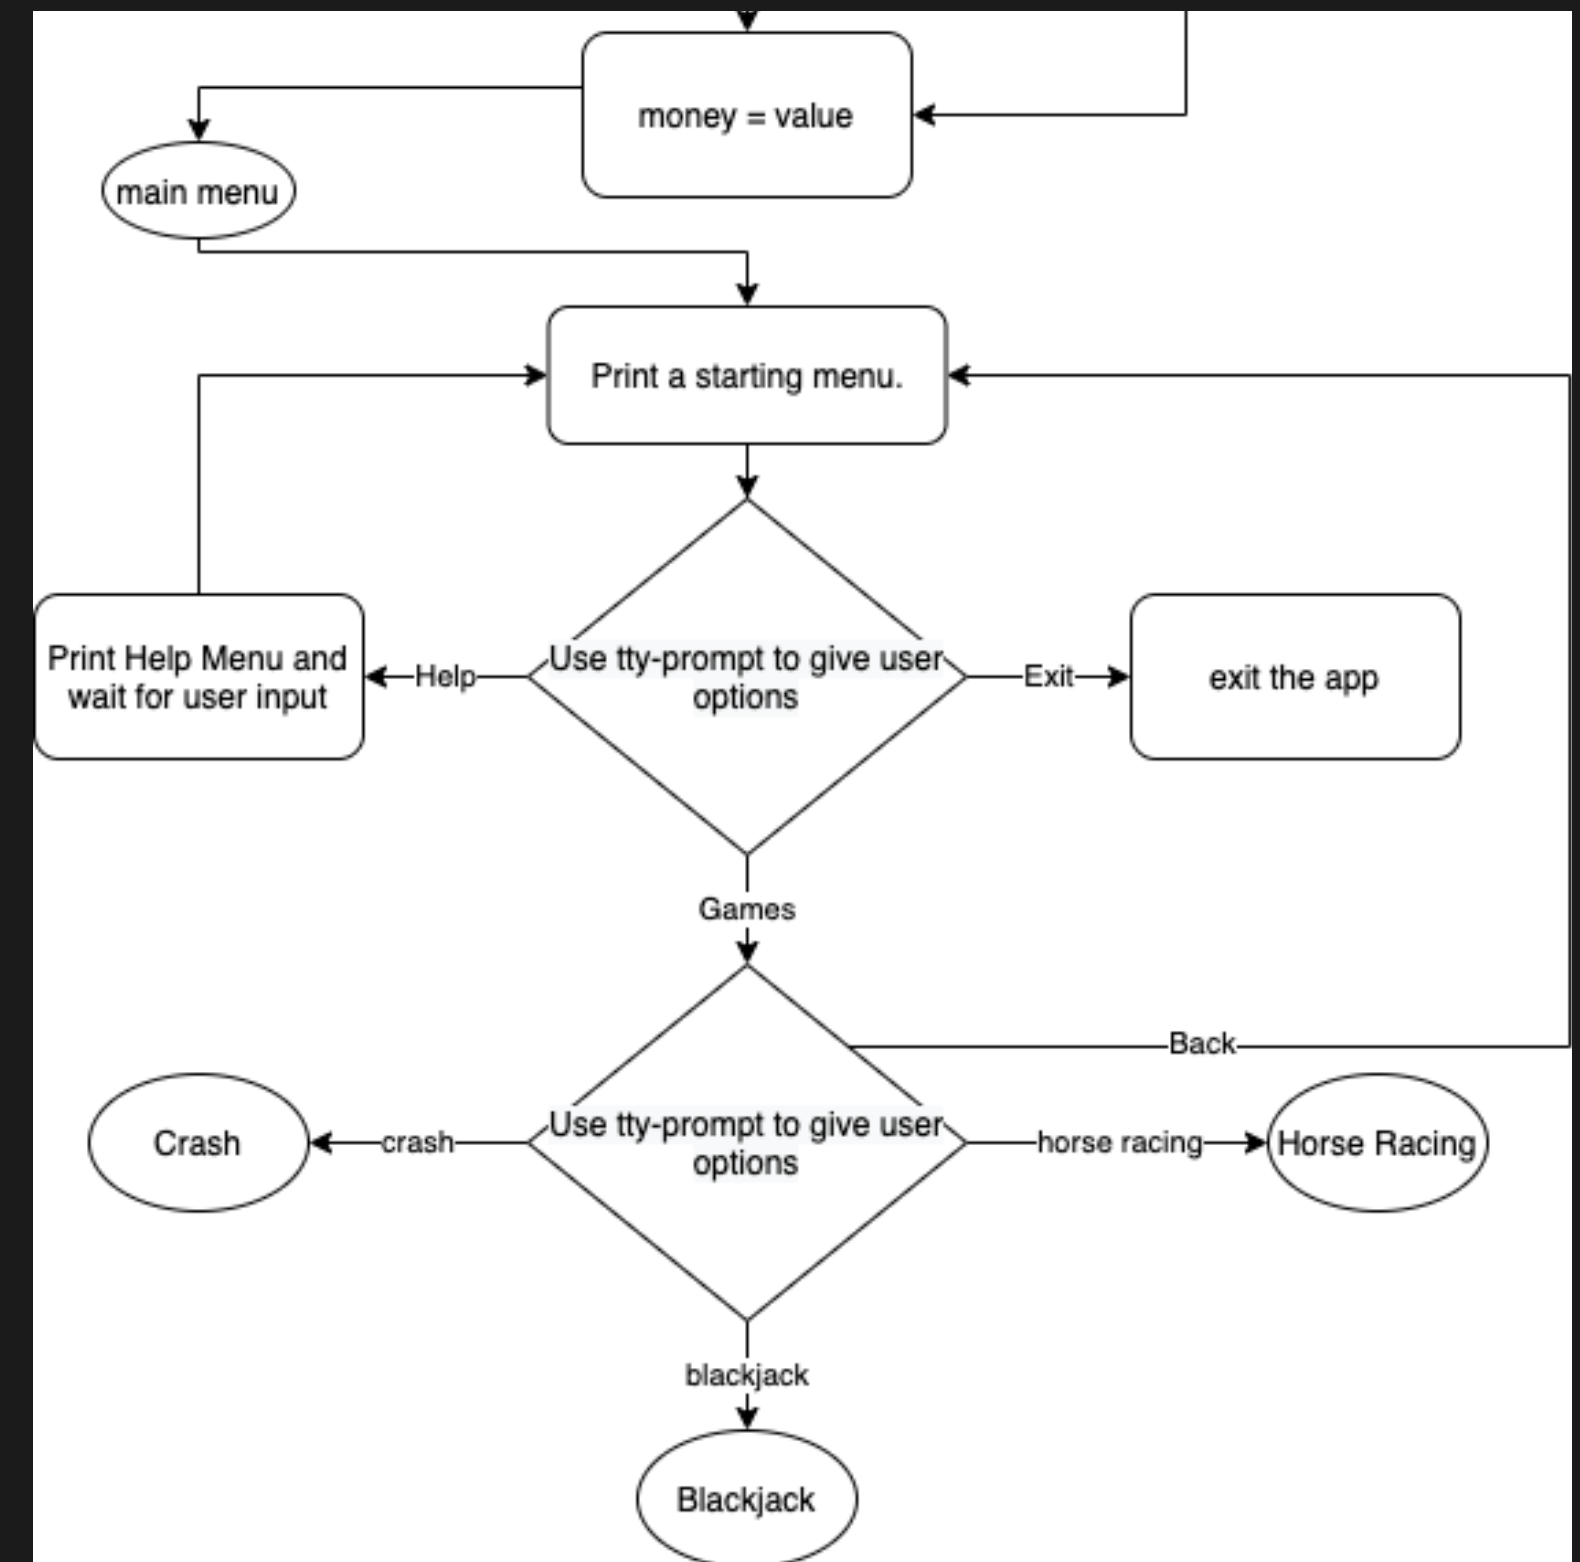 money = value
main menu
Print a starting menu.
Print Help Menu and
wait for user input
Help
Use tty-prompt to give user
options
Exit
exit the app
Games
Back
Crash
crash
Use tty-prompt to give user
options
horse racing
Horse Racing
blackjack
Blackjack